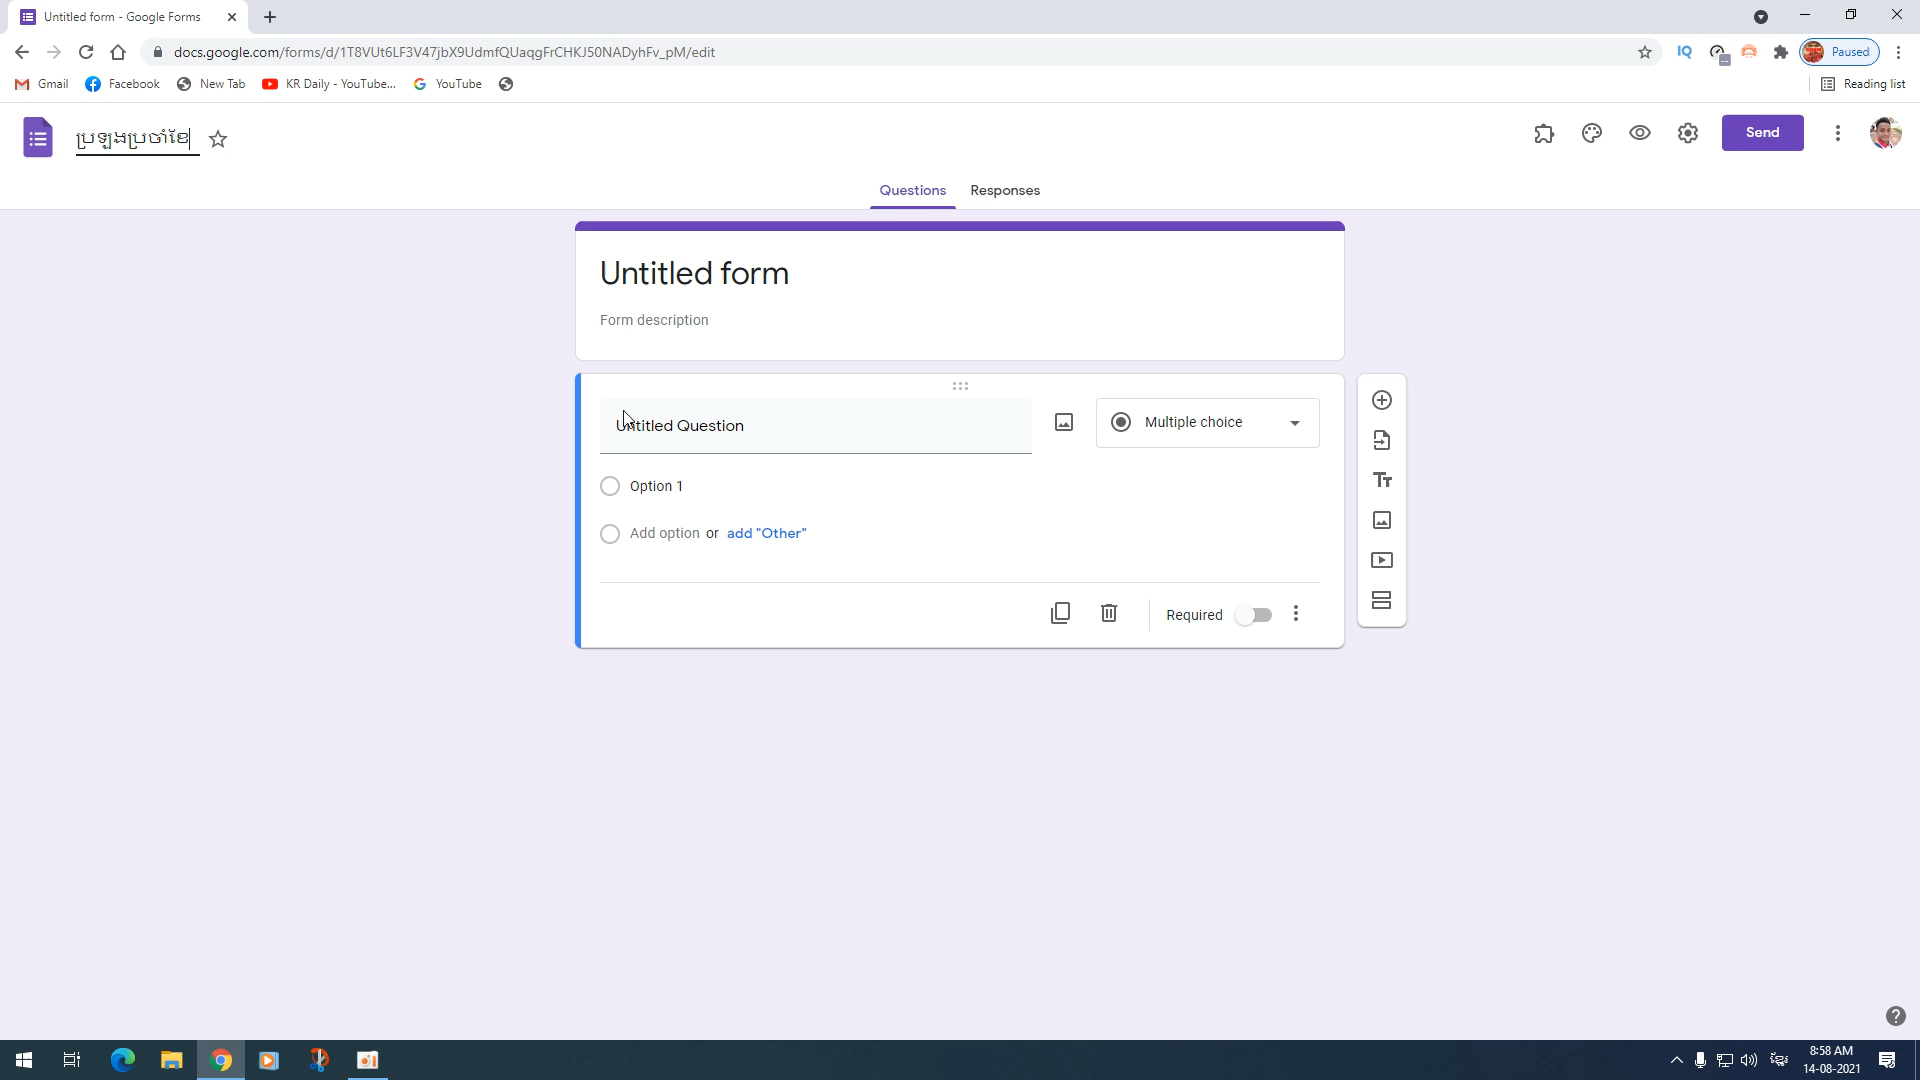 Untitled form - Google Forms
docs.google.com/forms/d/1T8VUt6LF3V47jbX9UdmfQUaqgFrCHKJ50NADyhFv_pM/edit
IQ
Paused
Gmail
Facebook
New Tab
KR Daily - YouTube...
YouTube
Reading list
ប្រឡងប្រចាំខែ
Send
Questions
Responses
Untitled form
Form description
Untitled Question
Multiple choice
Option 1
Add option or add "Other"
Required
8:58 AM
14-08-2021